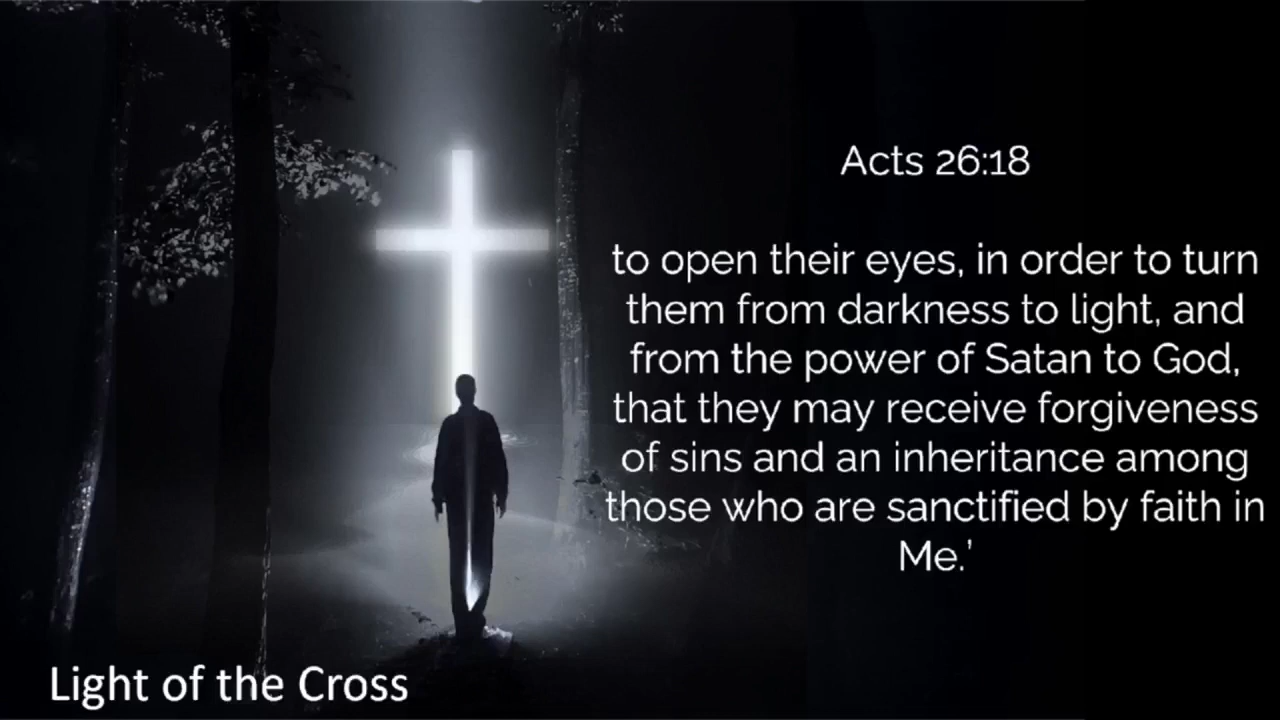 Acts 26:18
to open their eyes, in order to turn
them from darkness to light, and
from the power of Satan to God,
that they may receive forgiveness
of sins and an inheritance among
those who are sanctified by faith in
Me.’
Light of the Cross